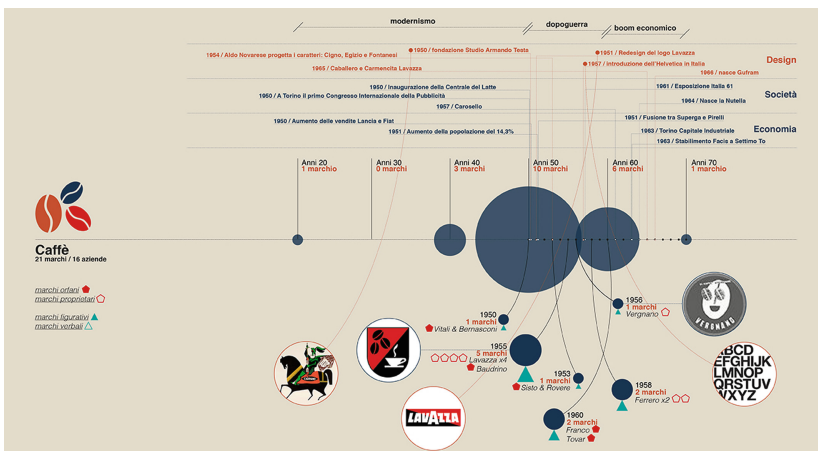 modernismo
dopoguerra
boom economico
1950 / fondazione Studio Armando Testa
1951 / Redesign del logo Lavazza
1954 / Aldo Novarese progetta i caratteri: Cigno, Egizio e Fontanesi
Design
1957 / introduzione dell'Helvetica in Italia
1965 / Caballero e Carmencita Lavazza
1966 / nasce Gufram
1950 / Inaugurazione della Centrale del Latte
1961 / Esposizione Italia 61
1950 / A Torino il primo Congresso Internazionale della Pubblicità
Società
1964 / Nasce la Nutella
1957 / Carosello
1950 / Aumento delle vendite Lancia e Fiat
1951 / Fusione tra Superga e Pirelli
1951 / Aumento della popolazione del 14,3%
1963 / Torino Capitale Industriale
Economia
1963 / Stabilimento Facis a Settimo To
Anni 20
1 marchio
Anni 30
0 marchi
Anni 40
3 marchi
Anni 50
10 marchi
Anni 60
6 marchi
Anni 70
1 marchio
Caffè
21 marchi / 16 aziende
marchi orfani
marchi proprietari
marchi figurativi
marchi verbali
1950
1 marchi
Vitali & Bernasconi
1955
5 marchi
Lavazza x4
Baudrino
1953
1 marchi
Sisto & Rovere
1956
1 marchi
Vergnano
VERGNANO
1958
2 marchi
Ferrero x2
1960
2 marchi
Franco
Tovar
LAVAZZA
ABCD
EFGHIJK
LMNOP
QRSTUV
WXYZ